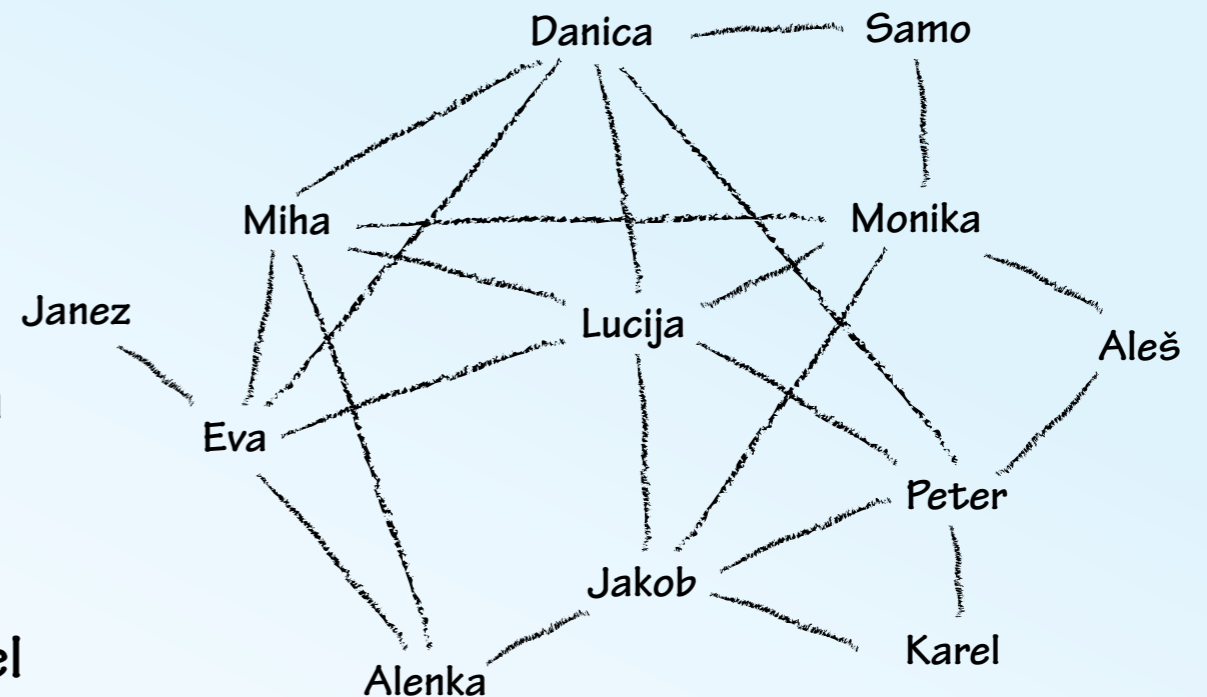 Danica
Samo
Miha
Monika
Janez
Lucija
Aleš
Eva
Peter
Jakob
Karel
Alenka